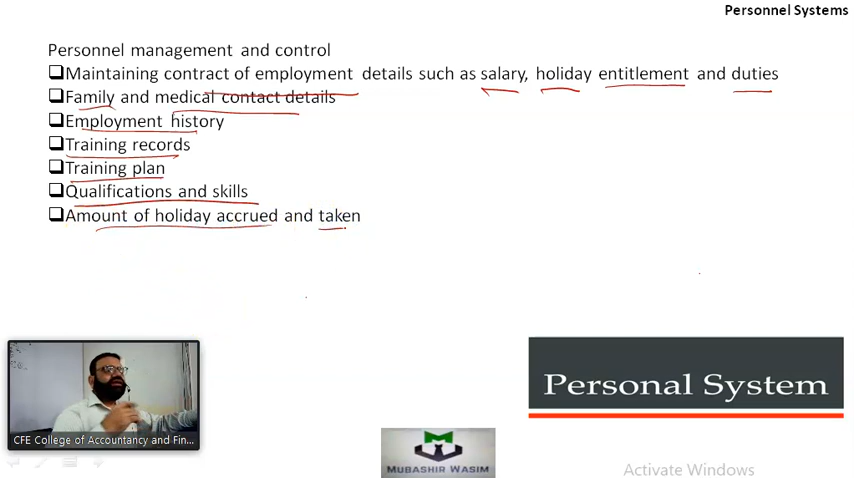 Personnel Systems
Personnel management and control
Maintaining contract of employment details such as salary, holiday entitlement and duties
Family and medical contact details
Employment history
Training records
Training plan
Qualifications and skills
Amount of holiday accrued and taken
Personal System
CFE College of Accountancy and Fin...
MUBASHIR WASIM
Activate Windows